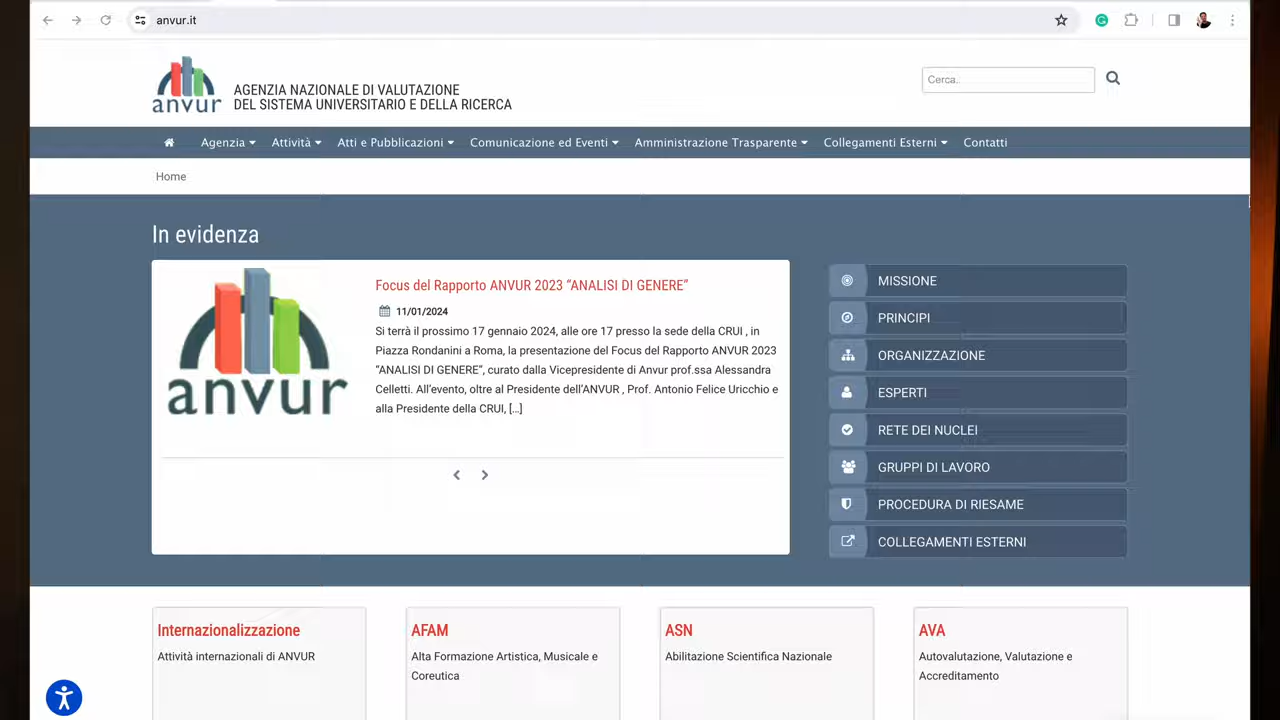 anvur.it
anvur
AGENZIA NAZIONALE DI VALUTAZIONE
DEL SISTEMA UNIVERSITARIO E DELLA RICERCA
Cerca..
Agenzia Attività Atti e Pubblicazioni Comunicazione ed Eventi Amministrazione Trasparente Collegamenti Esterni Contatti
Home
In evidenza
anvur
Focus del Rapporto ANVUR 2023 “ANALISI DI GENERE”
11/01/2024
Si terrà il prossimo 17 gennaio 2024, alle ore 17 presso la sede della CRUI , in
Piazza Rondanini a Roma, la presentazione del Focus del Rapporto ANVUR 2023
“ANALISI DI GENERE”, curato dalla Vicepresidente di Anvur prof.ssa Alessandra
Celletti. All’evento, oltre al Presidente dell’ANVUR , Prof. Antonio Felice Uricchio e
alla Presidente della CRUI, [...]
MISSIONE
PRINCIPI
ORGANIZZAZIONE
ESPERTI
RETE DEI NUCLEI
GRUPPI DI LAVORO
PROCEDURA DI RIESAME
COLLEGAMENTI ESTERNI
Internazionalizzazione
Attività internazionali di ANVUR
AFAM
Alta Formazione Artistica, Musicale e
Coreutica
ASN
Abilitazione Scientifica Nazionale
AVA
Autovalutazione, Valutazione e
Accreditamento